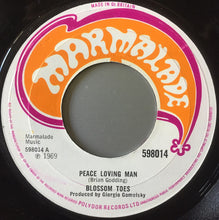 MADE IN Gt. BRITAIN
MARMALADE
Marmalade
Music
598014 A
℗ 1969
598014
PEACE LOVING MAN
(Brian Godding)
BLOSSOM TOES
Produced by Giorgio Gomelsky
POLYDOR RECORDS LTD